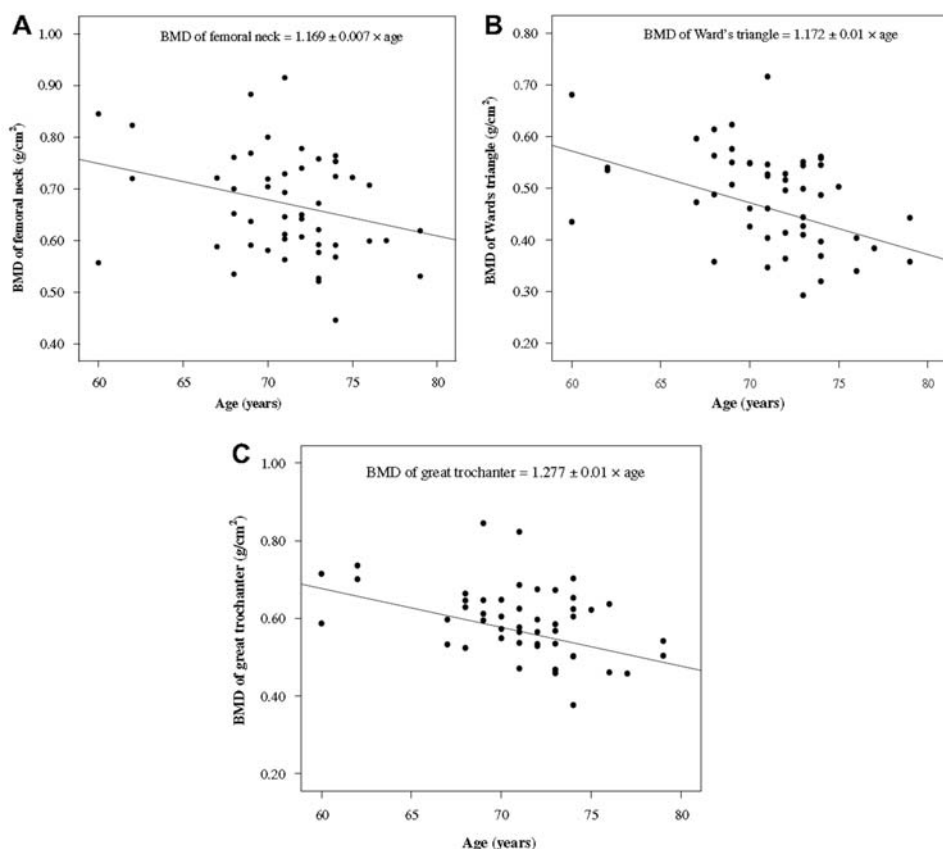 A
BMD of femoral neck = 1.169 ± 0.007 × age
BMD of femoral neck (g/cm²)
1.00
0.90
0.80
0.70
0.60
0.50
0.40
60 65 70 75 80
Age (years)
B
BMD of Ward's triangle = 1.172 ± 0.01 × age
BMD of Ward's triangle (g/cm²)
0.80
0.70
0.60
0.50
0.40
0.30
0.20
60 65 70 75 80
Age (years)
C
BMD of great trochanter = 1.277 ± 0.01 × age
BMD of great trochanter (g/cm²)
1.00
0.80
0.60
0.40
0.20
60 65 70 75 80
Age (years)